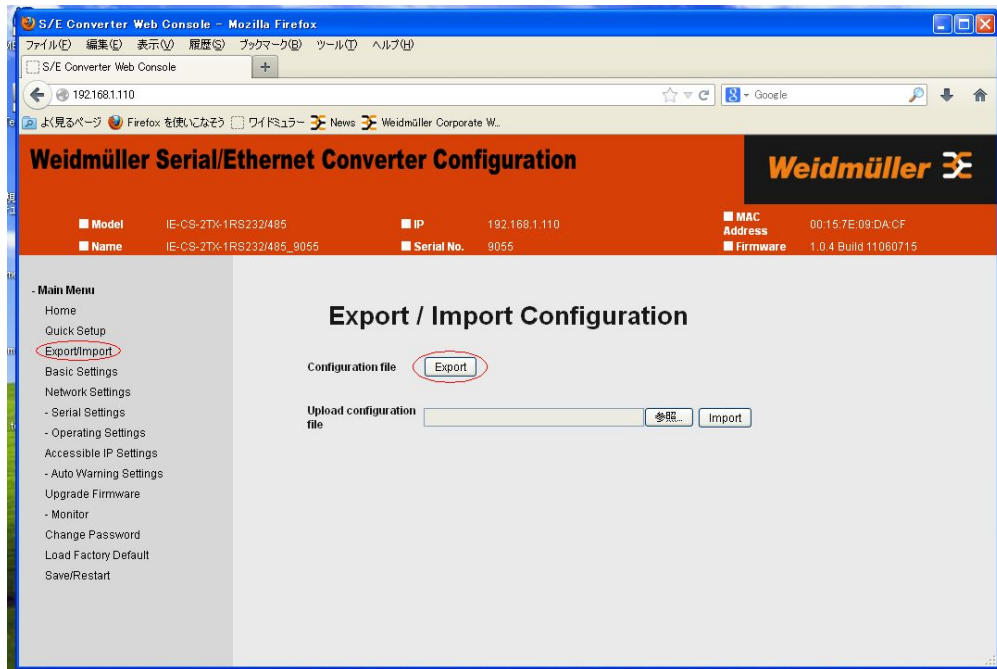 S/E Converter Web Console - Mozilla Firefox
ファイル(F) 編集(E) 表示(V) 履歴(S) ブックマーク(B) ツール(T) ヘルプ(H)
S/E Converter Web Console +
192.168.1.110
Google
よく見るページ Firefox を使いこなそう ワイドミュラー News Weidmüller Corporate W...
Weidmüller Serial/Ethernet Converter Configuration
Weidmüller
Model IE-CS-2TX-1RS232/485 IP 192.168.1.110 MAC Address 00:15:7E:09:DA:CF
Name IE-CS-2TX-1RS232/485_9055 Serial No. 9055 Firmware 1.0.4 Build 11060715
- Main Menu
Home
Quick Setup
Export/Import
Basic Settings
Network Settings
- Serial Settings
- Operating Settings
Accessible IP Settings
- Auto Warning Settings
Upgrade Firmware
- Monitor
Change Password
Load Factory Default
Save/Restart
Export / Import Configuration
Configuration file Export
Upload configuration file 参照... Import